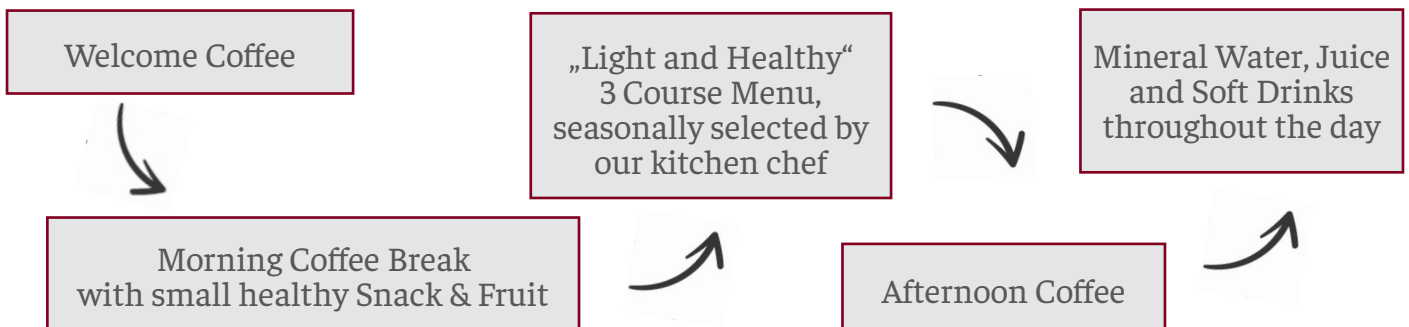 Welcome Coffee
Morning Coffee Break
with small healthy Snack & Fruit
„Light and Healthy“
3 Course Menu,
seasonally selected by
our kitchen chef
Afternoon Coffee
Mineral Water, Juice
and Soft Drinks
throughout the day